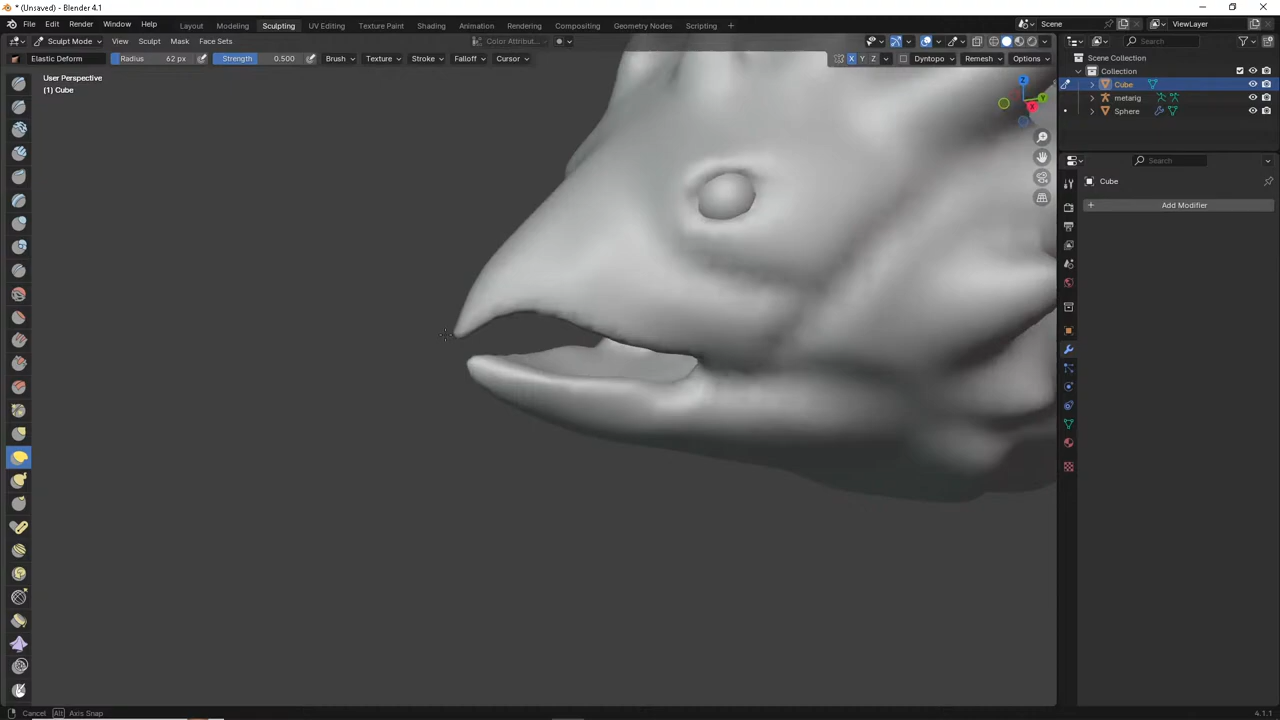 * (Unsaved) - Blender 4.1
File Edit Render Window Help Layout Modeling Sculpting UV Editing Texture Paint Shading Animation Rendering Compositing Geometry Nodes Scripting + Scene ViewLayer
Sculpt Mode View Sculpt Mask Face Sets Color Attribut... Search
Elastic Deform Radius 62 px Strength 0.500 Brush Texture Stroke Falloff Cursor X Y Z Dyntopo Remesh Options
Scene Collection
Collection
Cube
metarig
Sphere
User Perspective
(1) Cube
Z
Y
X
Search
Cube
+ Add Modifier
Cancel Alt Axis Snap
4.1.1